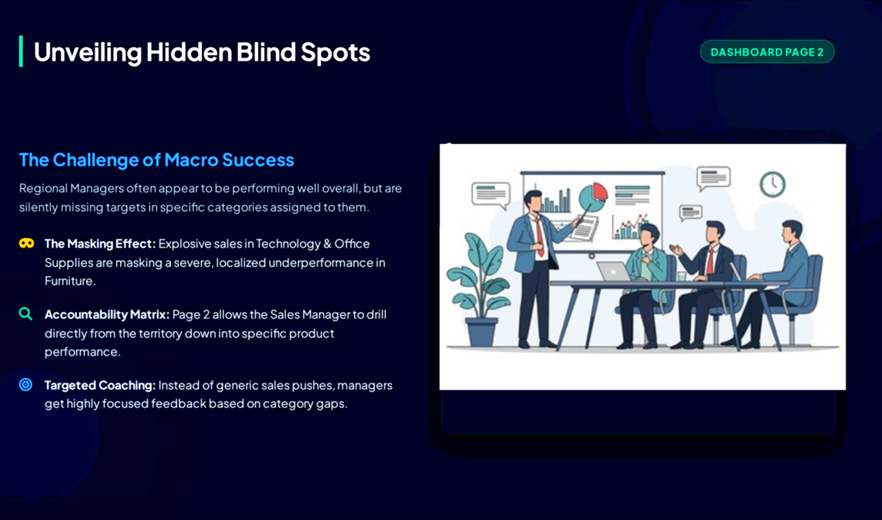 Unveiling Hidden Blind Spots
DASHBOARD PAGE 2
The Challenge of Macro Success
Regional Managers often appear to be performing well overall, but are
silently missing targets in specific categories assigned to them.
The Masking Effect: Explosive sales in Technology & Office
Supplies are masking a severe, localized underperformance in
Furniture.
Accountability Matrix: Page 2 allows the Sales Manager to drill
directly from the territory down into specific product
performance.
Targeted Coaching: Instead of generic sales pushes, managers
get highly focused feedback based on category gaps.